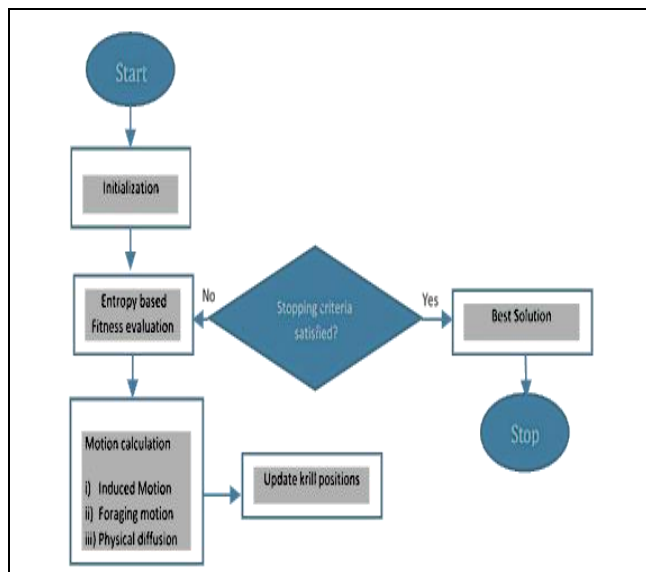 Start
Initialization
Entropy based
Fitness evaluation
No
Stopping criteria
satisfied?
Yes
Best Solution
Stop
Motion calculation
i) Induced Motion
ii) Foraging motion
iii) Physical diffusion
Update krill positions